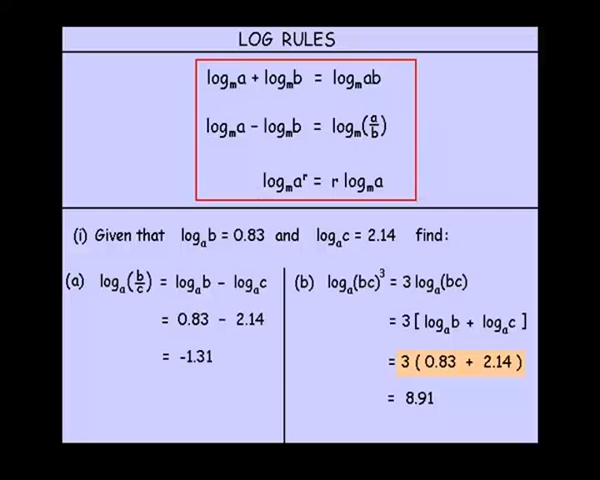 LOG RULES
logₘa + logₘb = logₘab
logₘa − logₘb = logₘ(a/b)
logₘaʳ = r logₘa
(i) Given that logₐb = 0.83 and logₐc = 2.14 find:
(a) logₐ(b/c) = logₐb − logₐc
= 0.83 − 2.14
= -1.31
(b) logₐ(bc)³ = 3 logₐ(bc)
= 3 [ logₐb + logₐc ]
= 3 ( 0.83 + 2.14 )
= 8.91